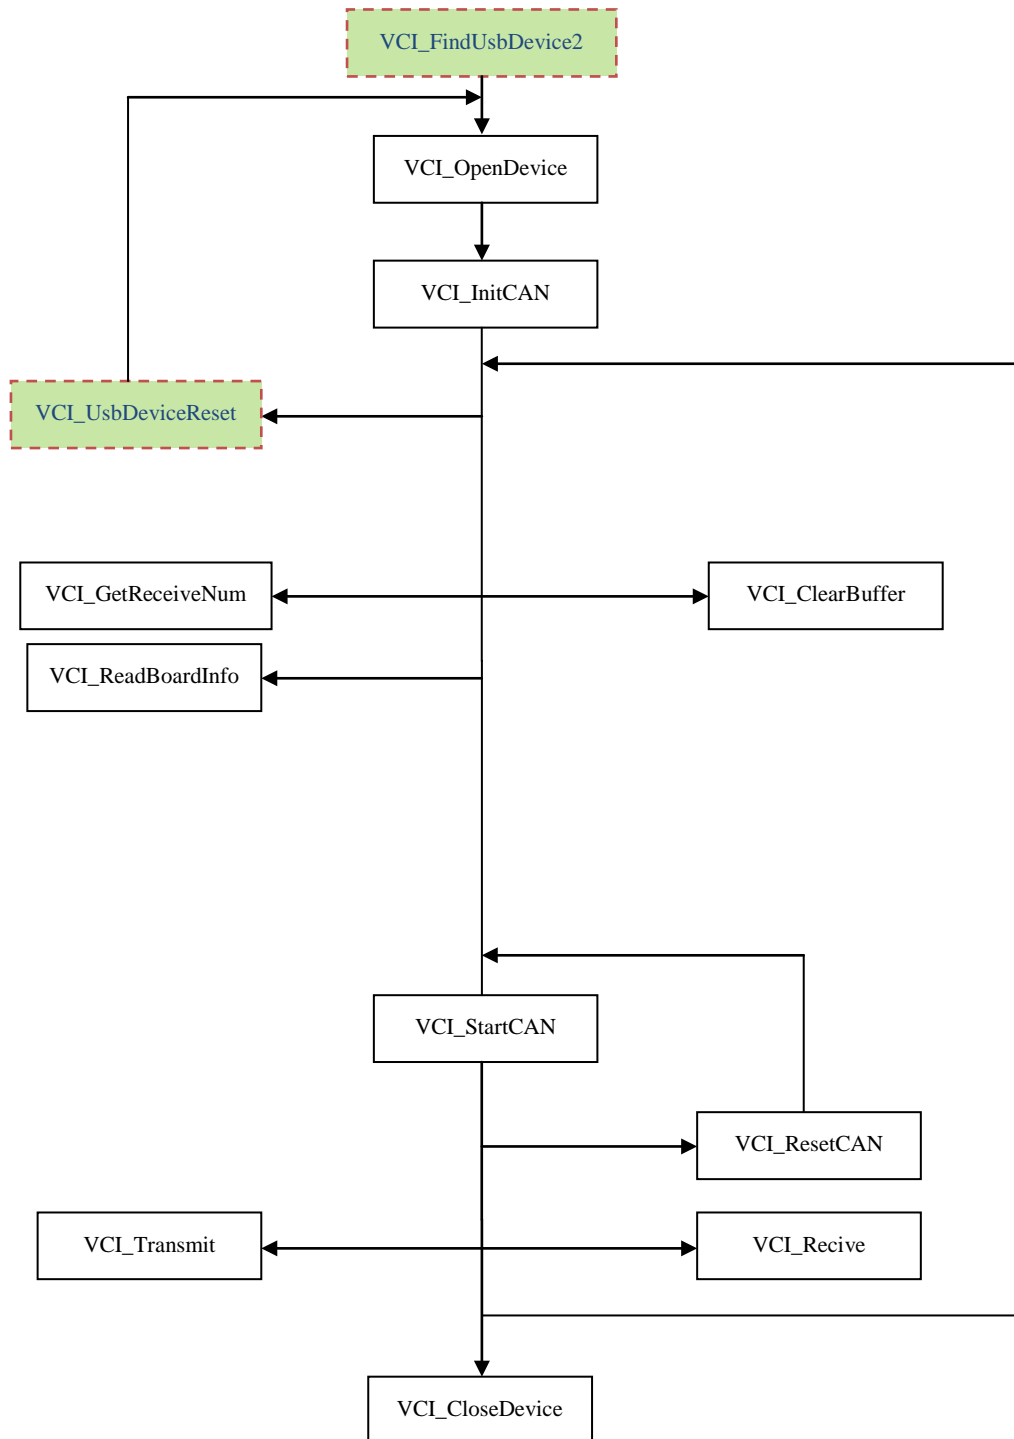 VCI_FindUsbDevice2
VCI_OpenDevice
VCI_InitCAN
VCI_UsbDeviceReset
VCI_GetReceiveNum
VCI_ClearBuffer
VCI_ReadBoardInfo
VCI_StartCAN
VCI_ResetCAN
VCI_Transmit
VCI_Recive
VCI_CloseDevice